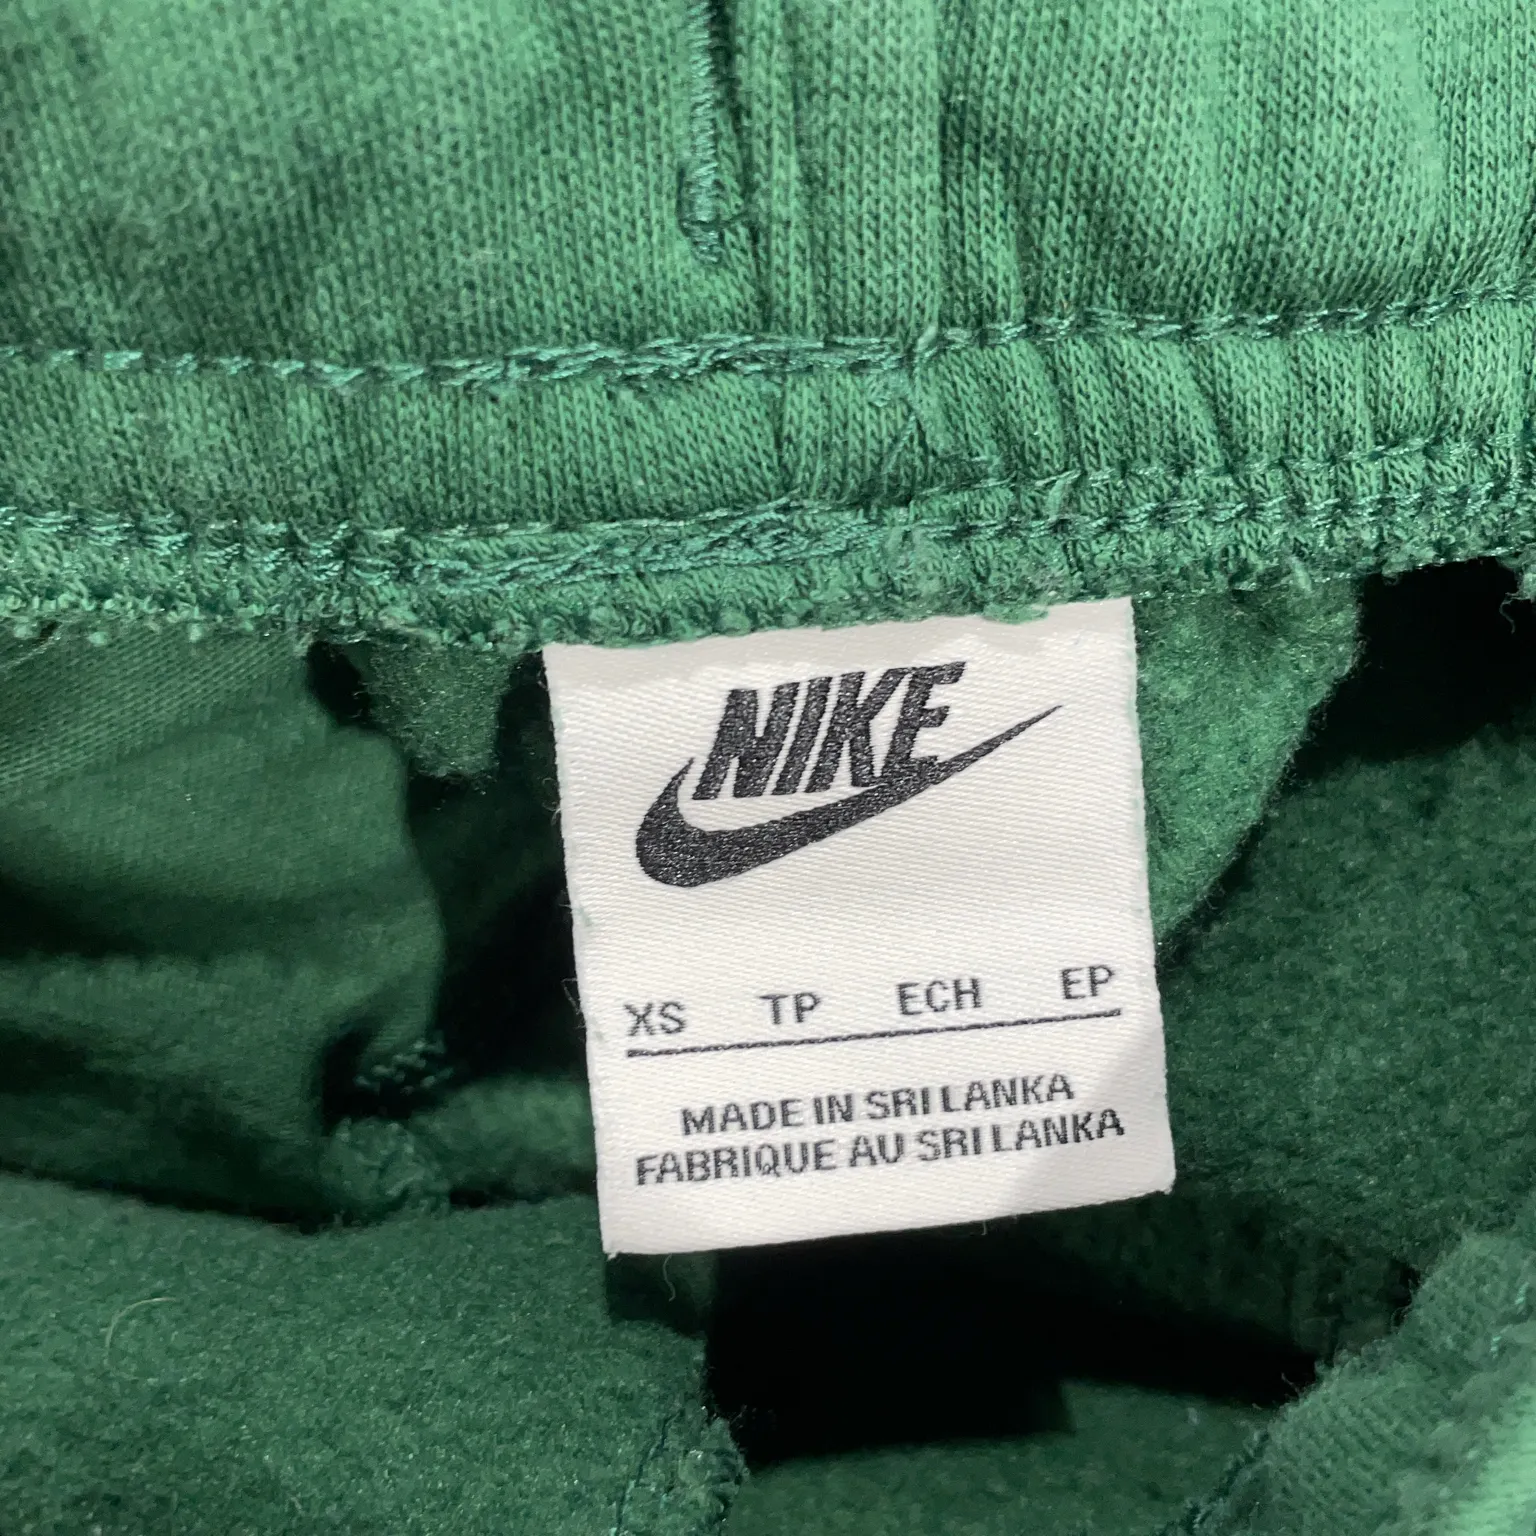 NIKE
XS TP ECH EP
MADE IN SRI LANKA
FABRIQUE AU SRI LANKA